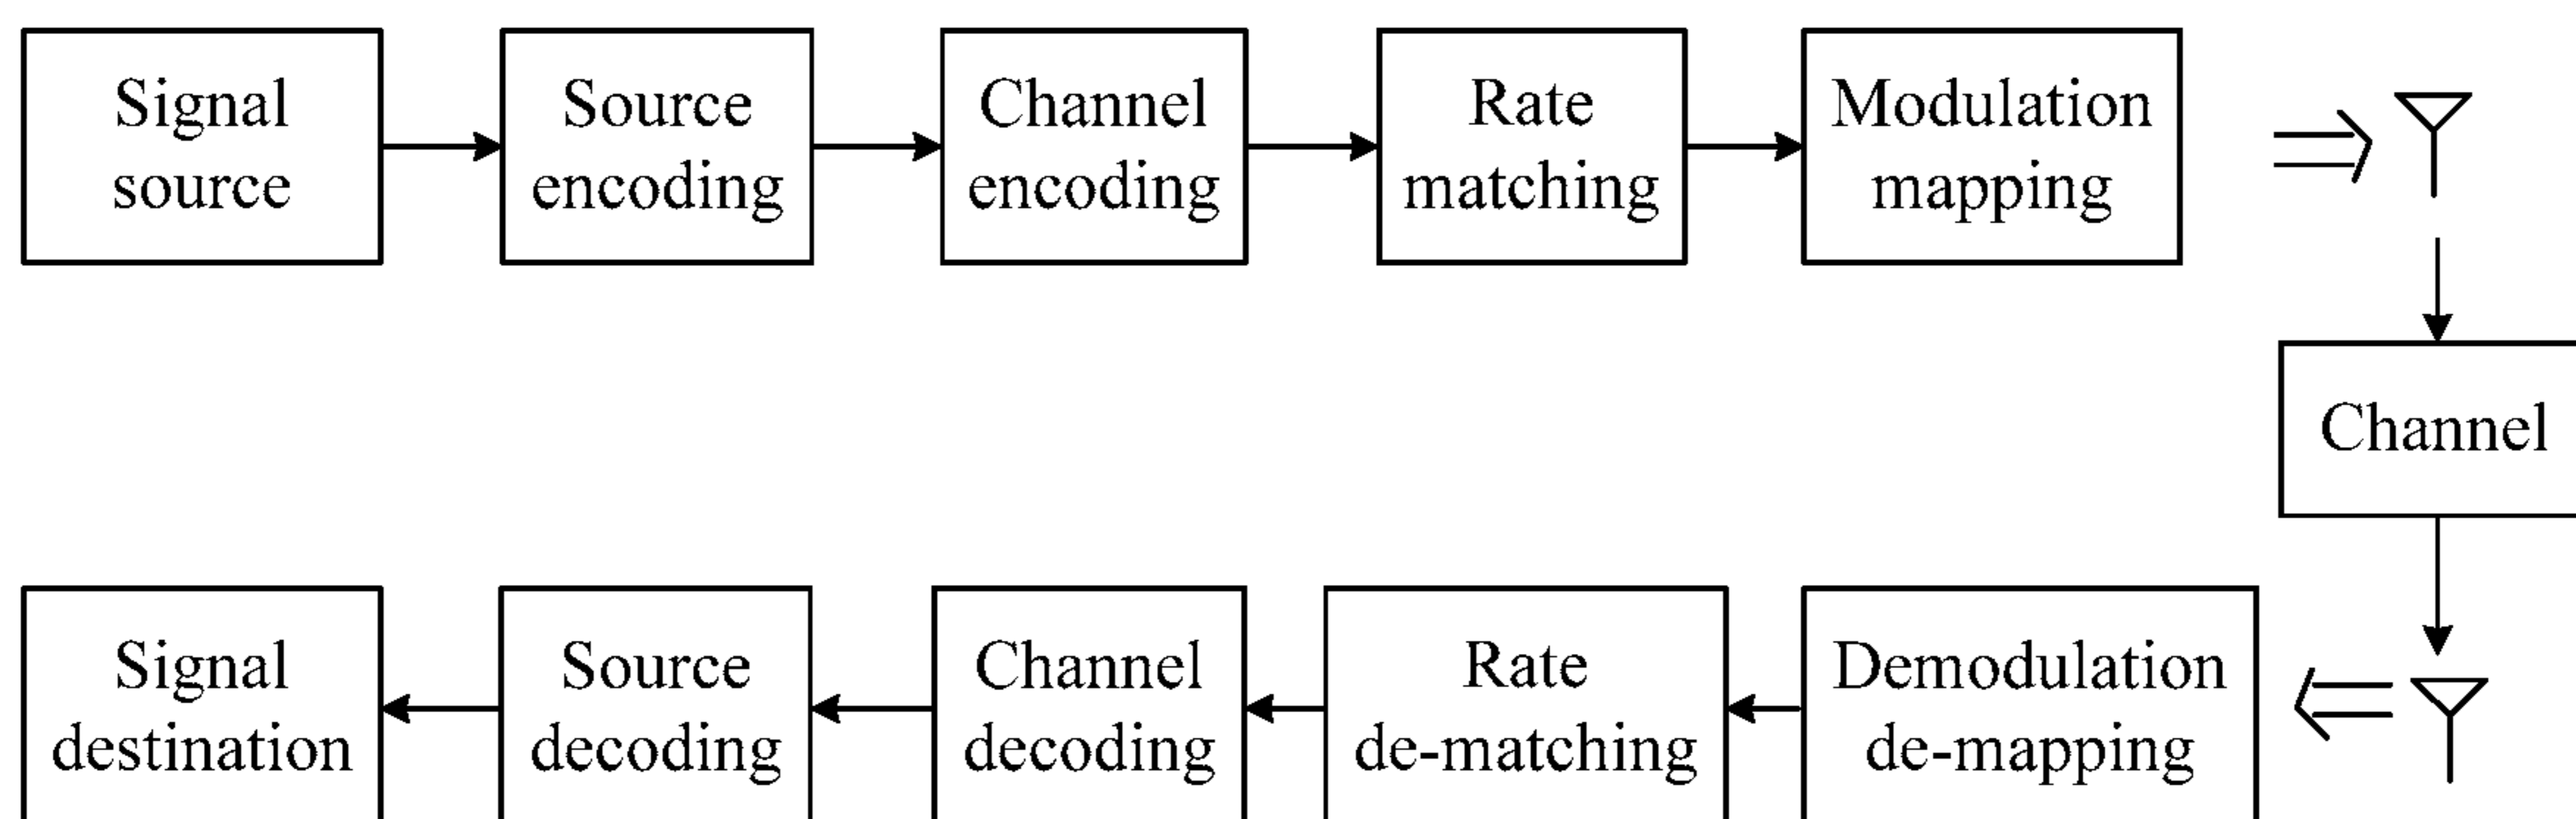 Signal
source
Source
encoding
Channel
encoding
Rate
matching
Modulation
mapping
Channel
Signal
destination
Source
decoding
Channel
decoding
Rate
de-matching
Demodulation
de-mapping